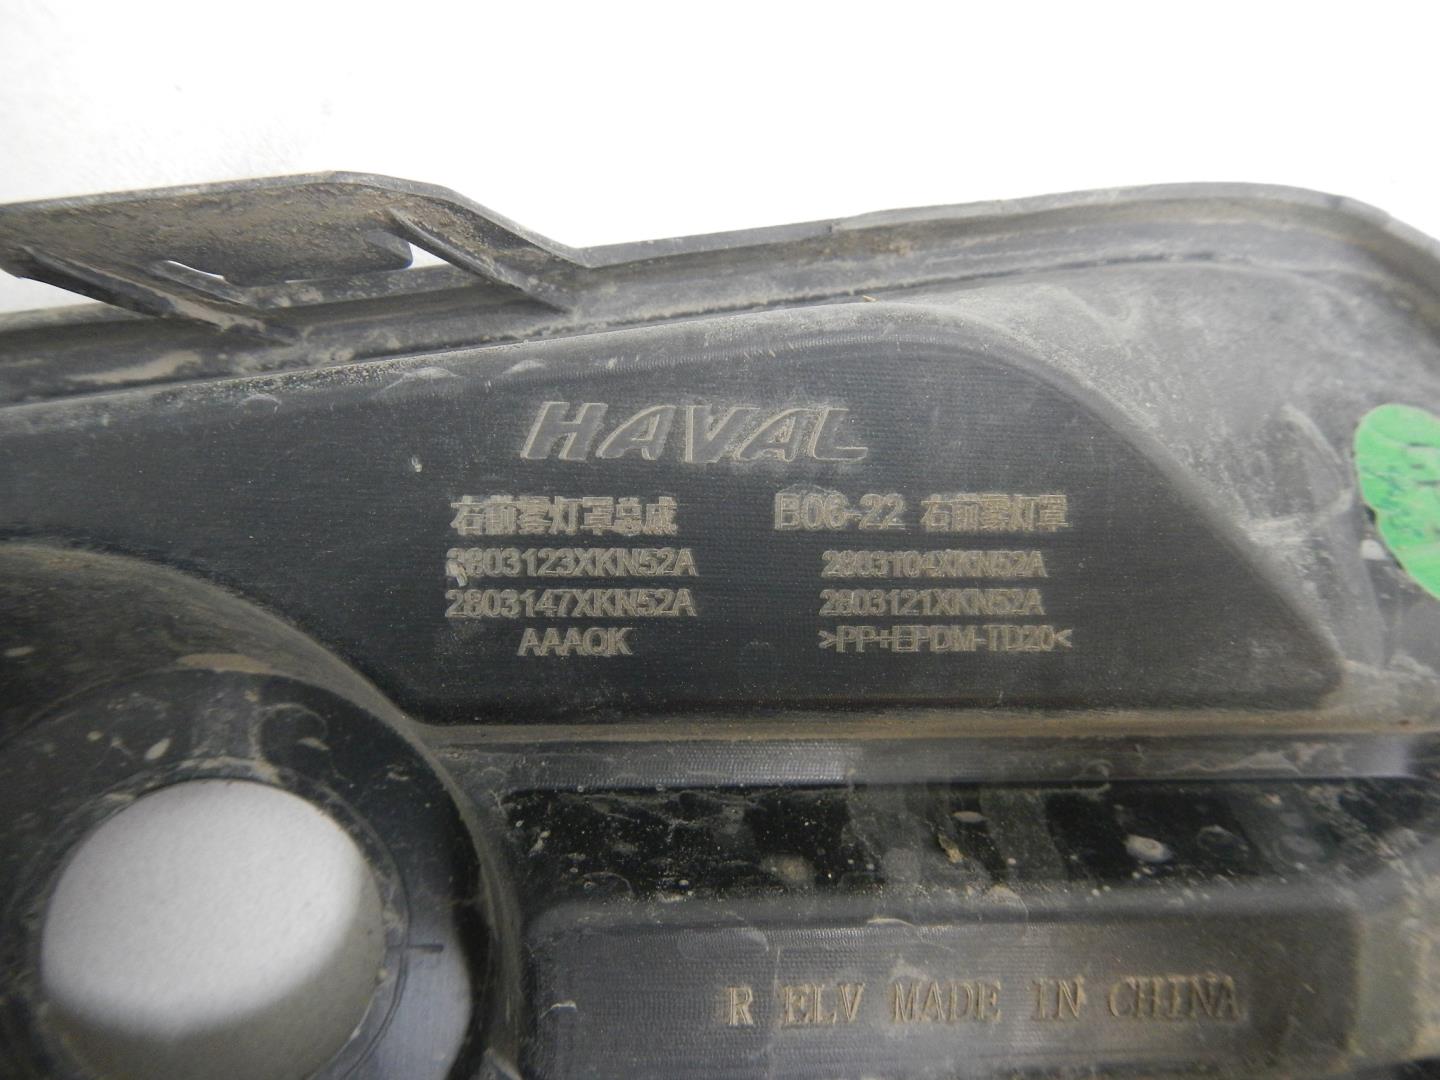 HAVAL
右前雾灯罩总成
2803123XKN52A
2803147XKN52A
AAAQK
B06-22 右前雾灯罩
2803104XKN52A
2803121XKN52A
>PP+EPDM-TD20<
R ELV MADE IN CHINA